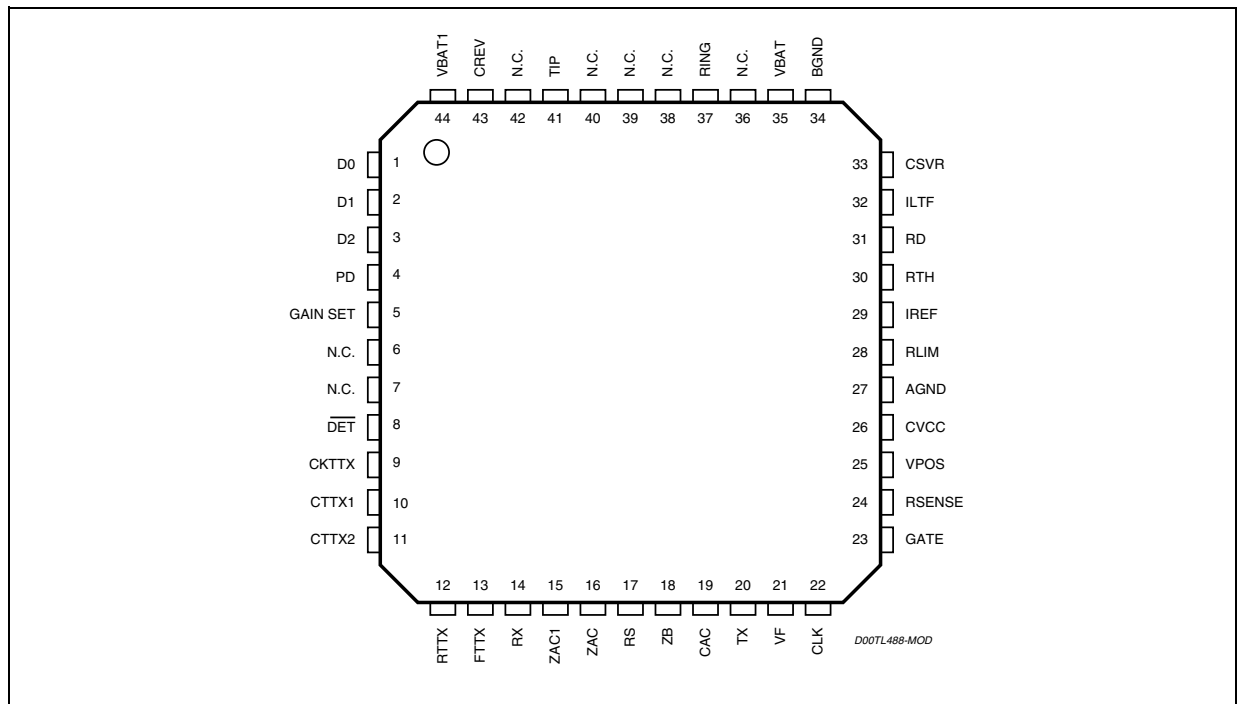 VBAT1 CREV N.C. TIP N.C. N.C. N.C. RING N.C. VBAT BGND
44 43 42 41 40 39 38 37 36 35 34
D0 1 33 CSVR
D1 2 32 ILTF
D2 3 31 RD
PD 4 30 RTH
GAIN SET 5 29 IREF
N.C. 6 28 RLIM
N.C. 7 27 AGND
DET 8 26 CVCC
CKTTX 9 25 VPOS
CTTX1 10 24 RSENSE
CTTX2 11 23 GATE
12 13 14 15 16 17 18 19 20 21 22
RTTX FTTX RX ZAC1 ZAC RS ZB CAC TX VF CLK
D00TL488-MOD